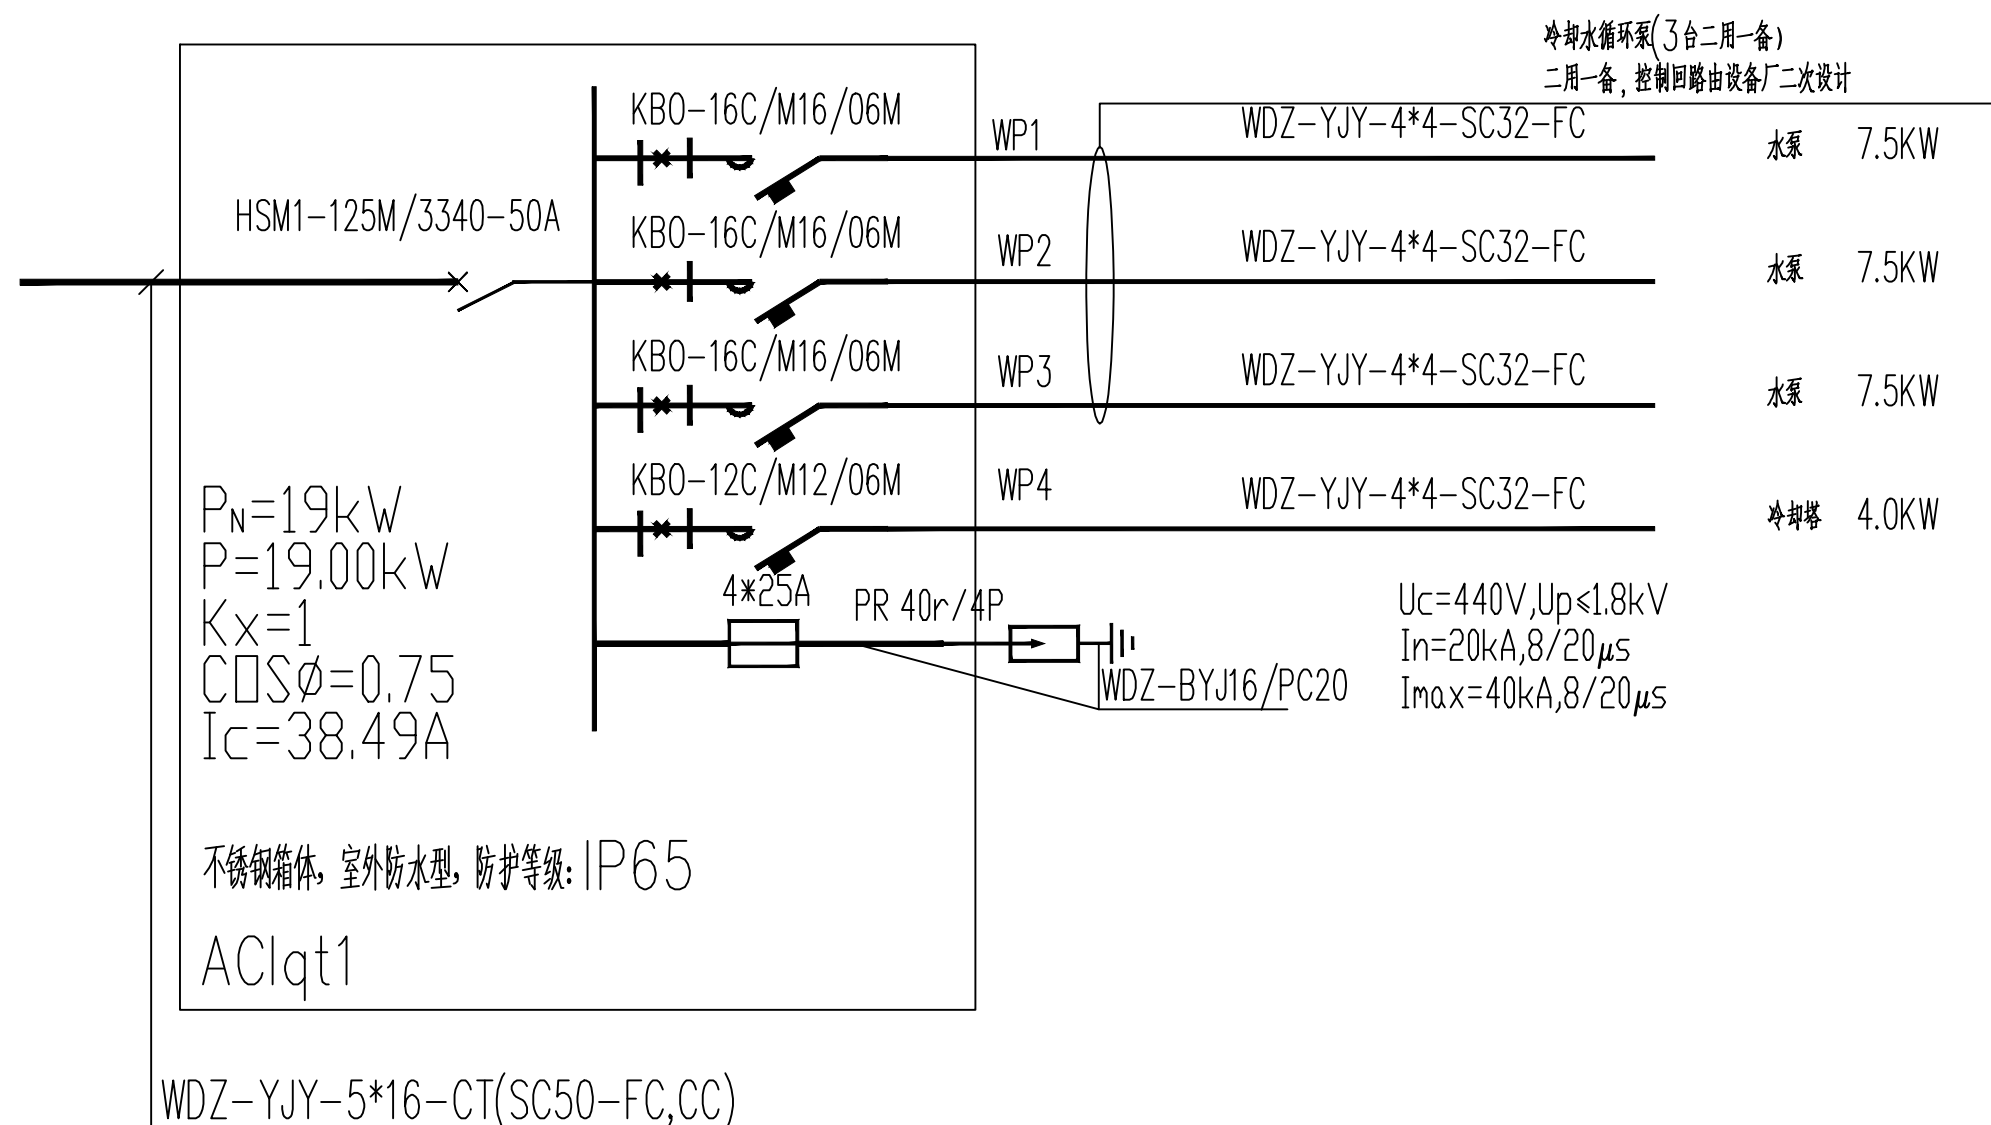 冷却水循环泵(3台二用一备)
二用一备, 控制回路由设备厂二次设计
KB0-16C/M16/06M
WP1
WDZ-YJY-4*4-SC32-FC
水泵
7.5KW
HSM1-125M/3340-50A
KB0-16C/M16/06M
WP2
WDZ-YJY-4*4-SC32-FC
水泵
7.5KW
KB0-16C/M16/06M
WP3
WDZ-YJY-4*4-SC32-FC
水泵
7.5KW
KB0-12C/M12/06M
WP4
WDZ-YJY-4*4-SC32-FC
冷却塔
4.0KW
PN=19kW
P=19.00kW
Kx=1
COSø=0.75
Ic=38.49A
4*25A
PR 40r/4P
WDZ-BYJ16/PC20
Uc=440V,Up≤1.8kV
In=20kA,8/20μs
Imax=40kA,8/20μs
不锈钢箱体, 室外防水型, 防护等级: IP65
AClqt1
WDZ-YJY-5*16-CT(SC50-FC,CC)